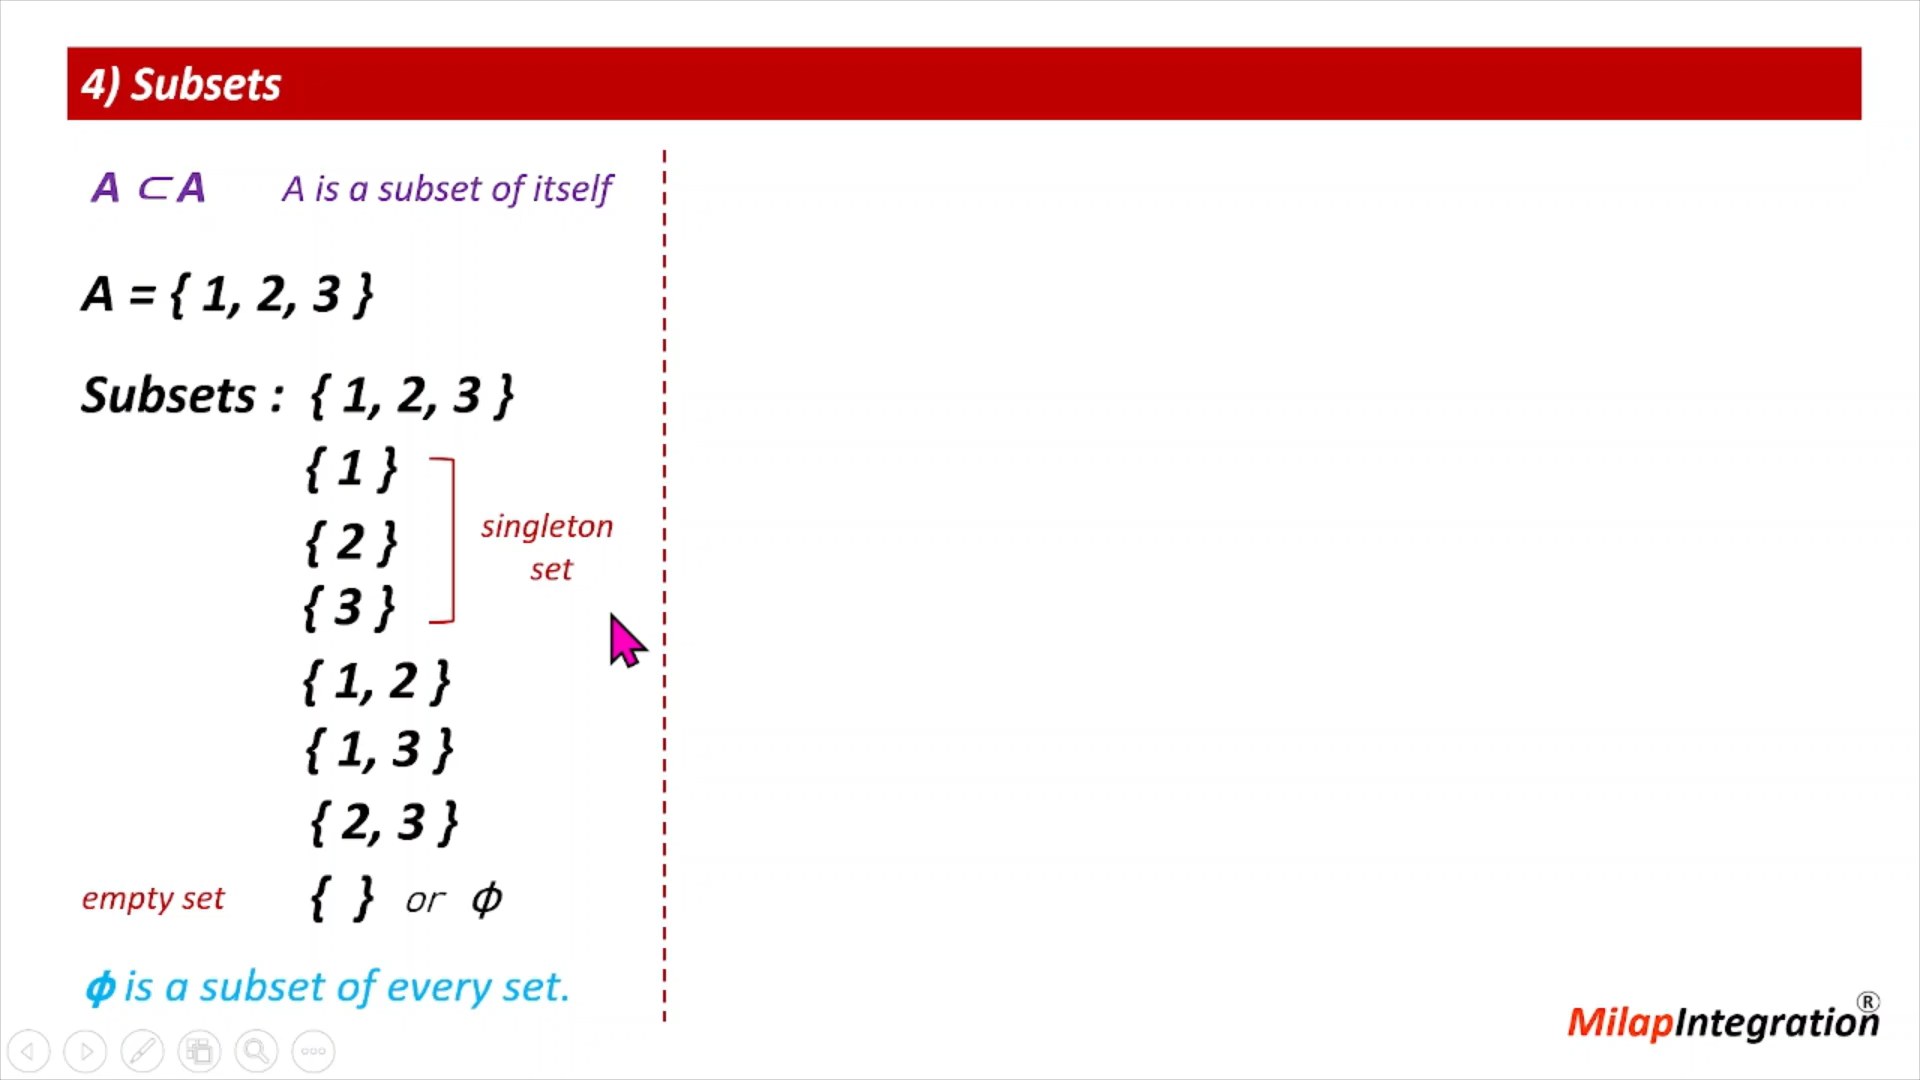 4) Subsets
A ⊂ A A is a subset of itself
A = { 1, 2, 3 }
Subsets : { 1, 2, 3 }
{ 1 }
{ 2 }
{ 3 }
singleton
set
{ 1, 2 }
{ 1, 3 }
{ 2, 3 }
empty set { } or ϕ
ϕ is a subset of every set.
MilapIntegration®